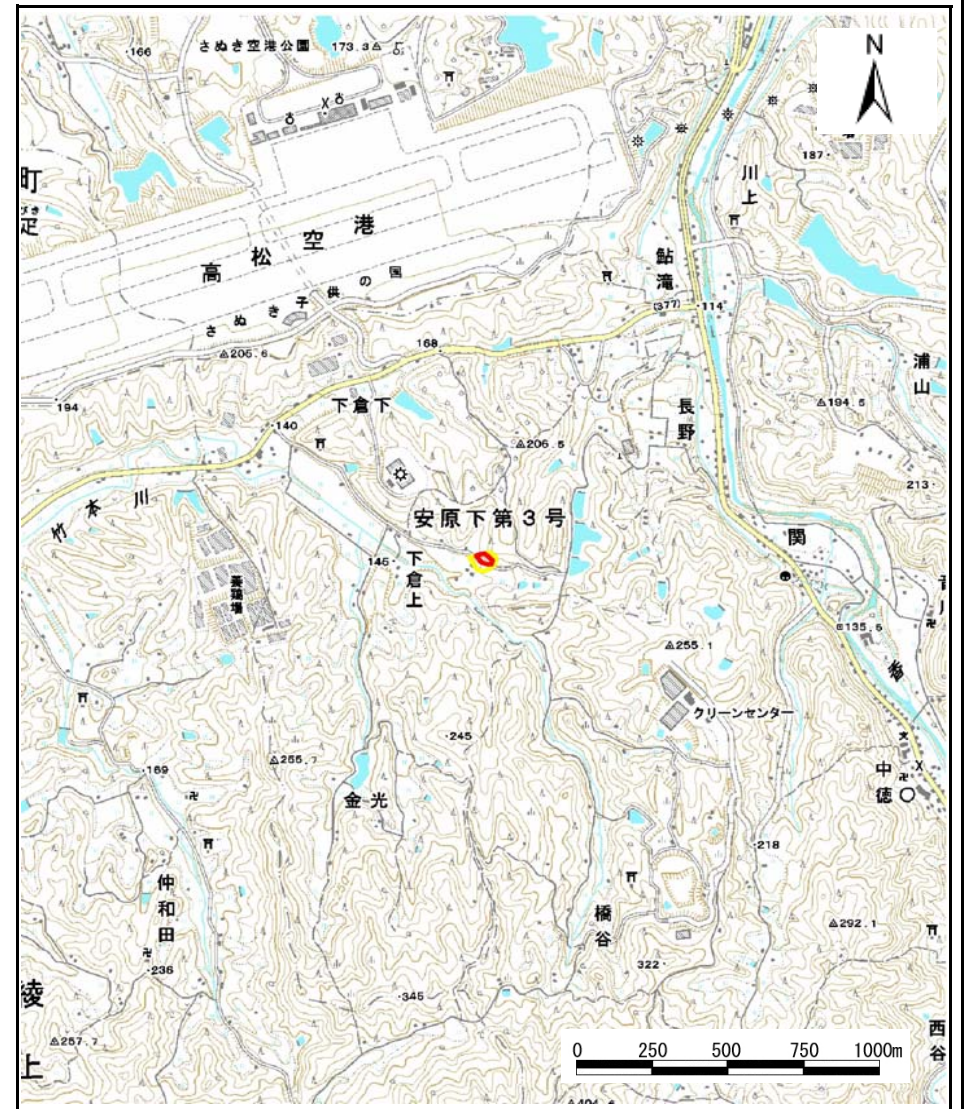 さぬき空港公園
173.3
166
N
187
町
川上
高松空港
さぬき子供の国
鮎滝
(377)
114
206.6
168
浦山
194
下倉下
長野
194.5
140
206.5
213
竹本川
安原下第3号
関
145
下倉上
養鶏場
135.6
255.1
クリーンセンター
245
255.7
169
金光
中徳
218
仲和田
292.1
橋谷
236
322
綾上
345
257.7
西谷
0 250 500 750 1000m